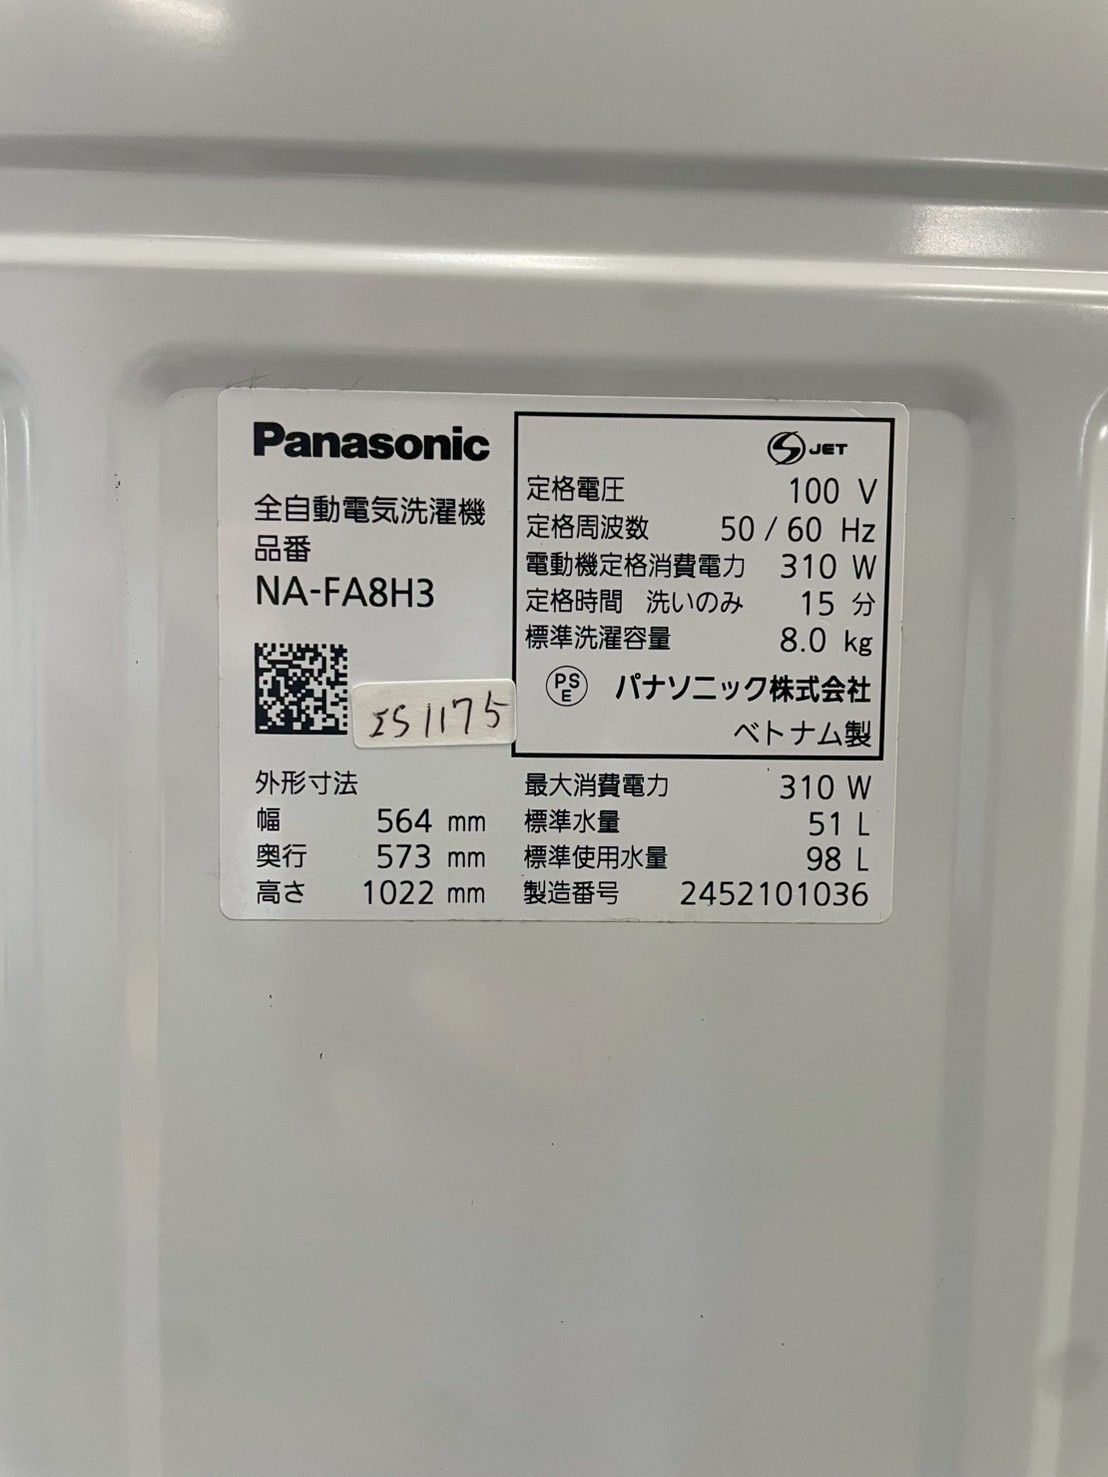 Panasonic
全自動電気洗濯機
品番
NA-FA8H3
IS1175
S JET
定格電圧 100 V
定格周波数 50 / 60 Hz
電動機定格消費電力 310 W
定格時間 洗いのみ 15 分
標準洗濯容量 8.0 kg
PS
E
パナソニック株式会社
ベトナム製
外形寸法
幅 564 mm
奥行 573 mm
高さ 1022 mm
最大消費電力 310 W
標準水量 51 L
標準使用水量 98 L
製造番号 2452101036